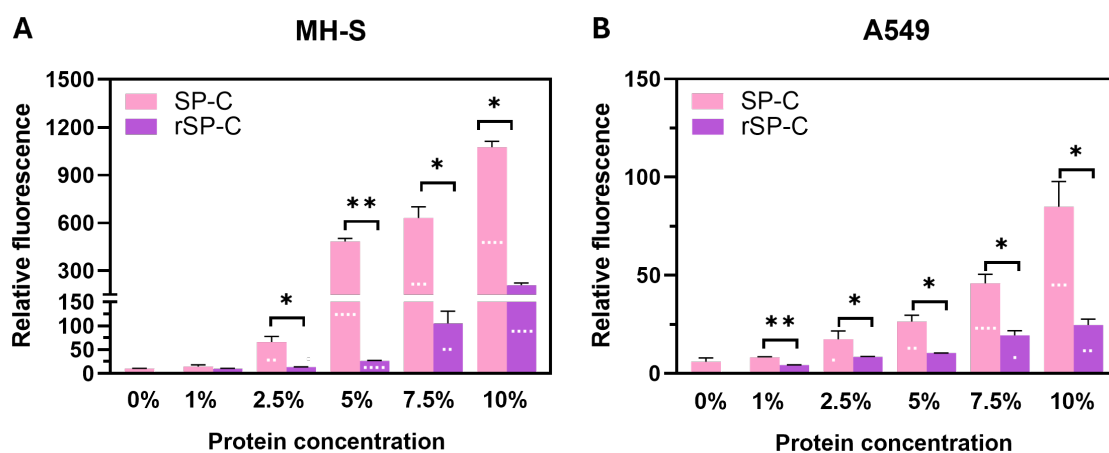 A
MH-S
Relative fluorescence
1500
1200
900
600
300
150
100
50
0
SP-C
rSP-C
*
**
*
*
0% 1% 2.5% 5% 7.5% 10%
Protein concentration
B
A549
Relative fluorescence
150
100
50
0
SP-C
rSP-C
**
*
*
*
*
0% 1% 2.5% 5% 7.5% 10%
Protein concentration